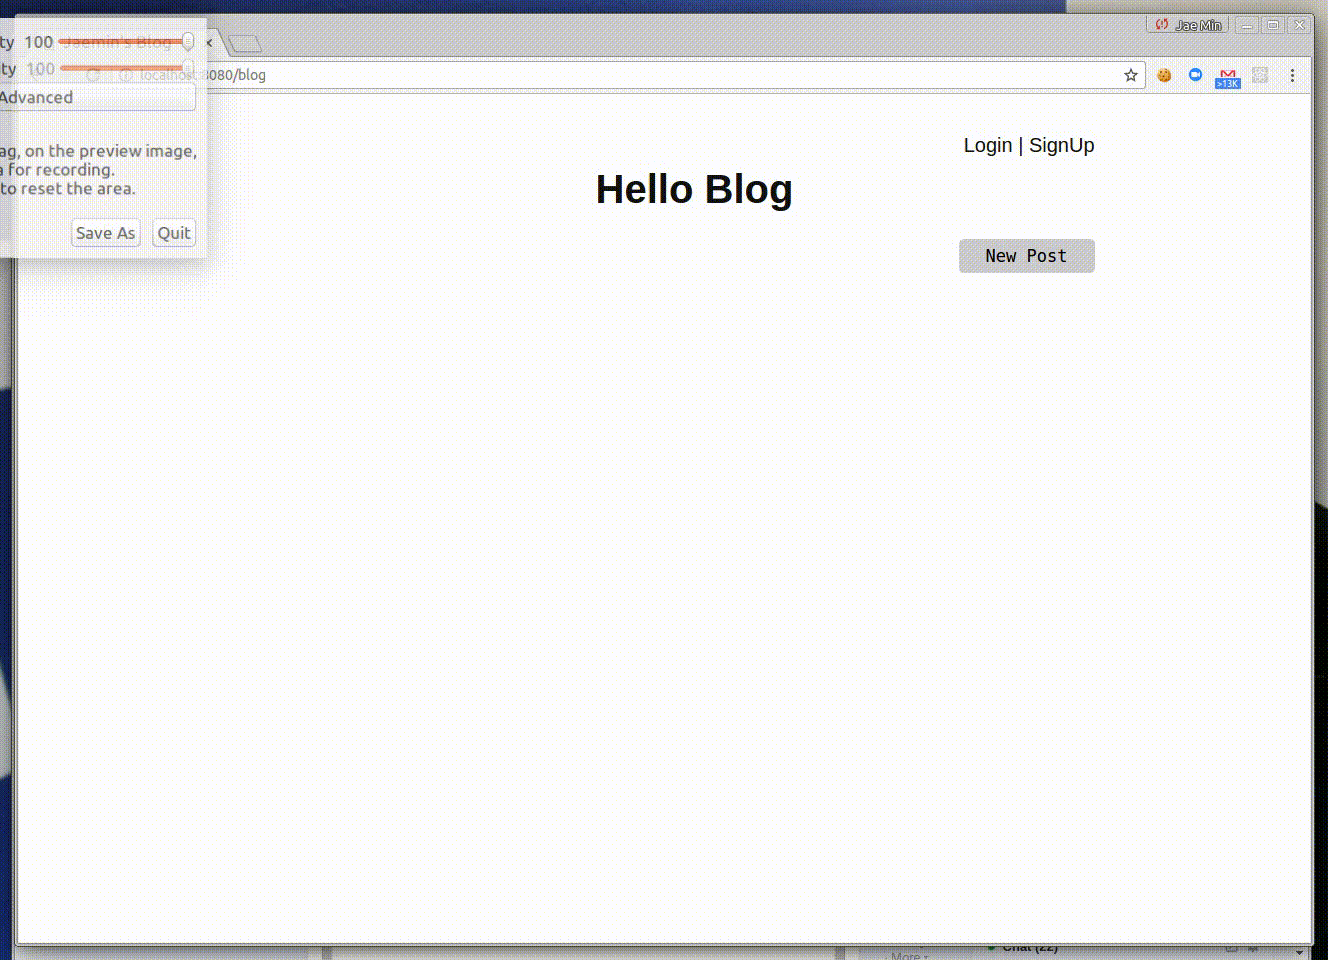 Jae Min
ty 100 Jaemin's Blog
ty 100
localhost:8080/blog
>13K
Advanced
ag, on the preview image,
a for recording.
to reset the area.
Save As Quit
Login | SignUp
Hello Blog
New Post
Chat (22)
More